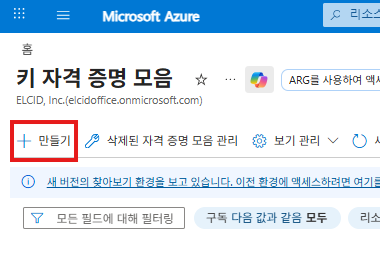 Microsoft Azure
리소스
홈
키 자격 증명 모음
ARG를 사용하여 액세
ELCID, Inc.(elcidoffice.onmicrosoft.com)
만들기
삭제된 자격 증명 모음 관리
보기 관리
새 버전의 찾아보기 환경을 보고 있습니다. 이전 환경에 액세스하려면 여기를
모든 필드에 대해 필터링
구독 다음 값과 같음 모두
리소